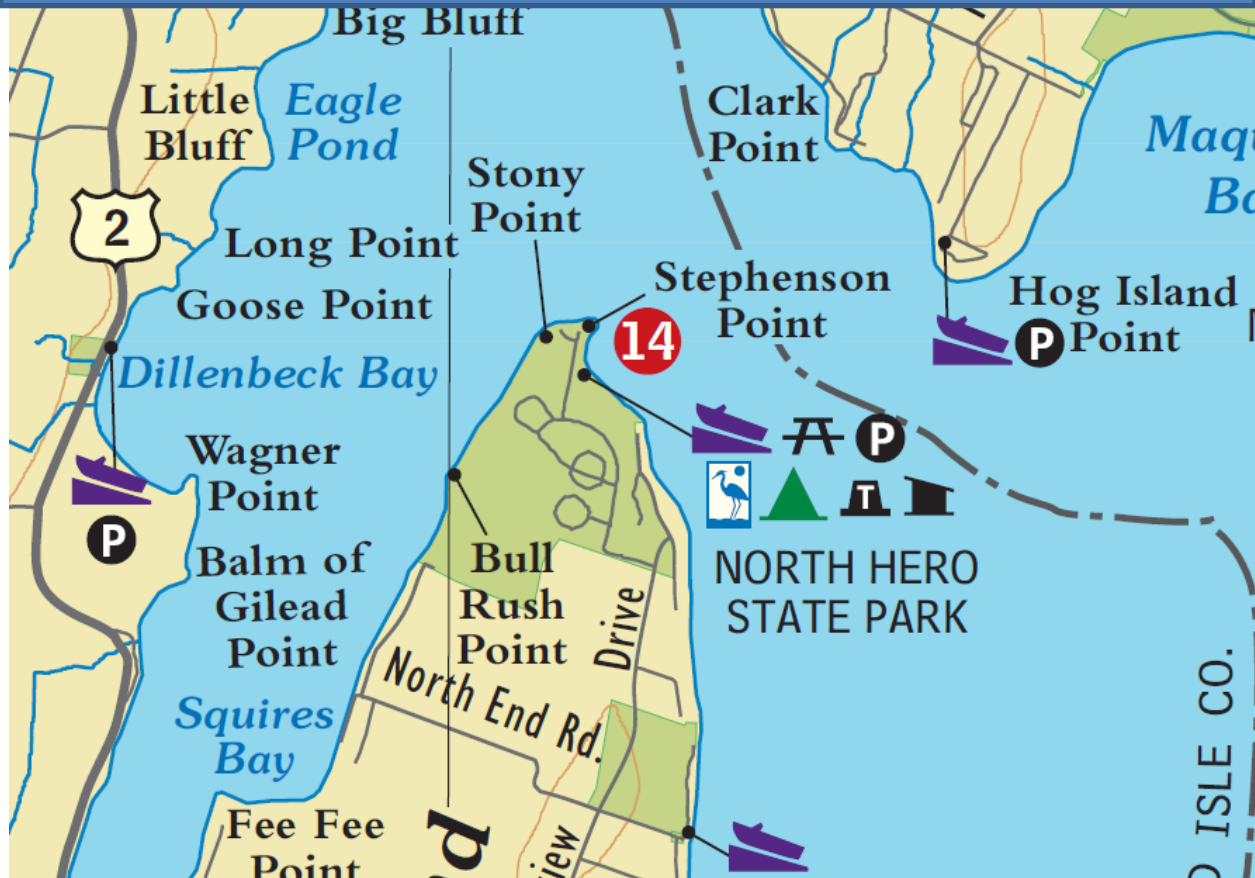 Big Bluff
Little
Bluff
Eagle
Pond
Clark
Point
Stony
Point
2
Long Point
Stephenson
Point
Goose Point
14
Hog Island
Point
P
Dillenbeck Bay
P
Wagner
Point
P
T
Balm of
Gilead
Point
Bull
Rush
Point
NORTH HERO
STATE PARK
Drive
North End Rd.
Squires
Bay
Fee Fee
Point
ISLE CO.